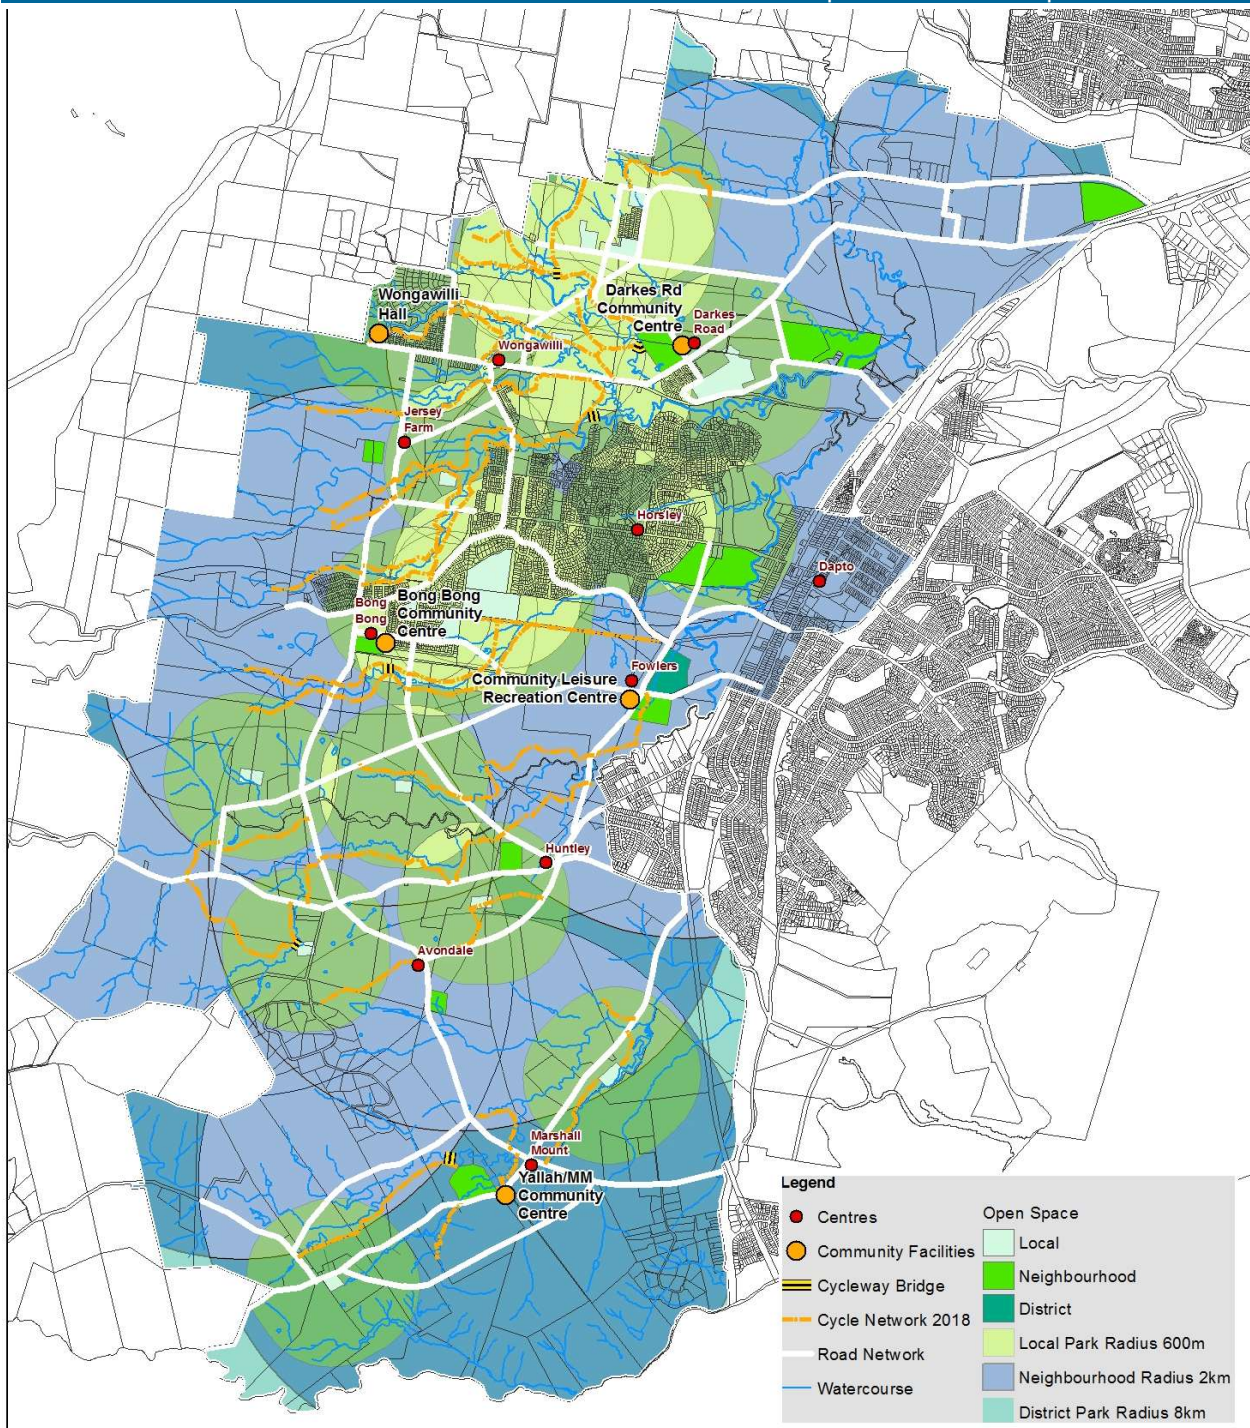 Wongawilli
Hall
Darkes Rd
Community
Centre
Darkes
Road
Wongawilli
Jersey
Farm
Horsley
Dapto
Bong Bong
Community
Centre
Bong
Bong
Fowlers
Community Leisure
Recreation Centre
Huntley
Avondale
Marshall
Mount
Yallah/MM
Community
Centre
Legend
Centres
Community Facilities
Cycleway Bridge
Cycle Network 2018
Road Network
Watercourse
Open Space
Local
Neighbourhood
District
Local Park Radius 600m
Neighbourhood Radius 2km
District Park Radius 8km